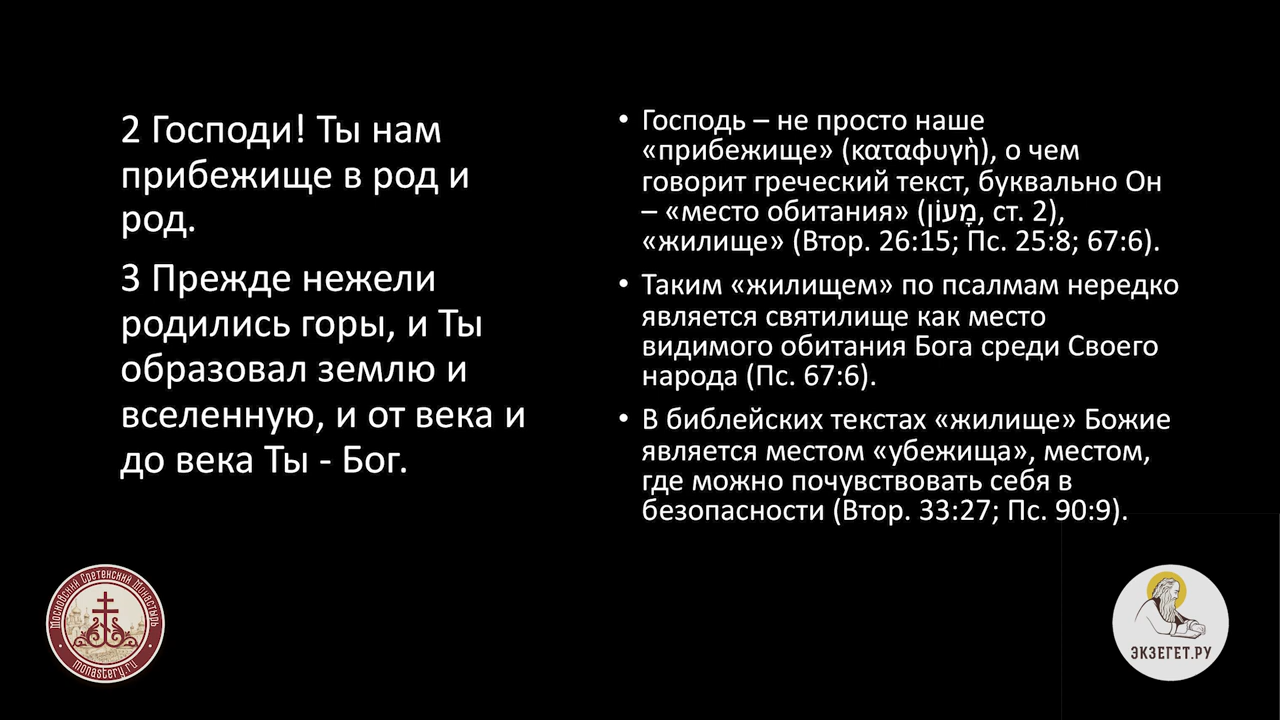 2 Господи! Ты нам
прибежище в род и
род.
3 Прежде нежели
родились горы, и Ты
образовал землю и
вселенную, и от века и
до века Ты - Бог.
• Господь – не просто наше
«прибежище» (καταφυγὴ), о чем
говорит греческий текст, буквально Он
– «место обитания» (מָעוֹן, ст. 2),
«жилище» (Втор. 26:15; Пс. 25:8; 67:6).
• Таким «жилищем» по псалмам нередко
является святилище как место
видимого обитания Бога среди Своего
народа (Пс. 67:6).
• В библейских текстах «жилище» Божие
является местом «убежища», местом,
где можно почувствовать себя в
безопасности (Втор. 33:27; Пс. 90:9).
Московский Сретенский Монастырь
monastery.ru
ЭКЗЕГЕТ.РУ